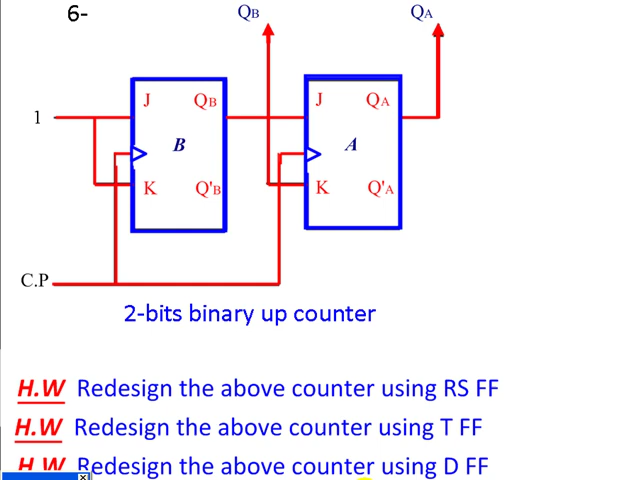 6-
QB QA
J QB J QA
1
B A
K Q'B K Q'A
C.P
2-bits binary up counter
H.W Redesign the above counter using RS FF
H.W Redesign the above counter using T FF
H.W Redesign the above counter using D FF